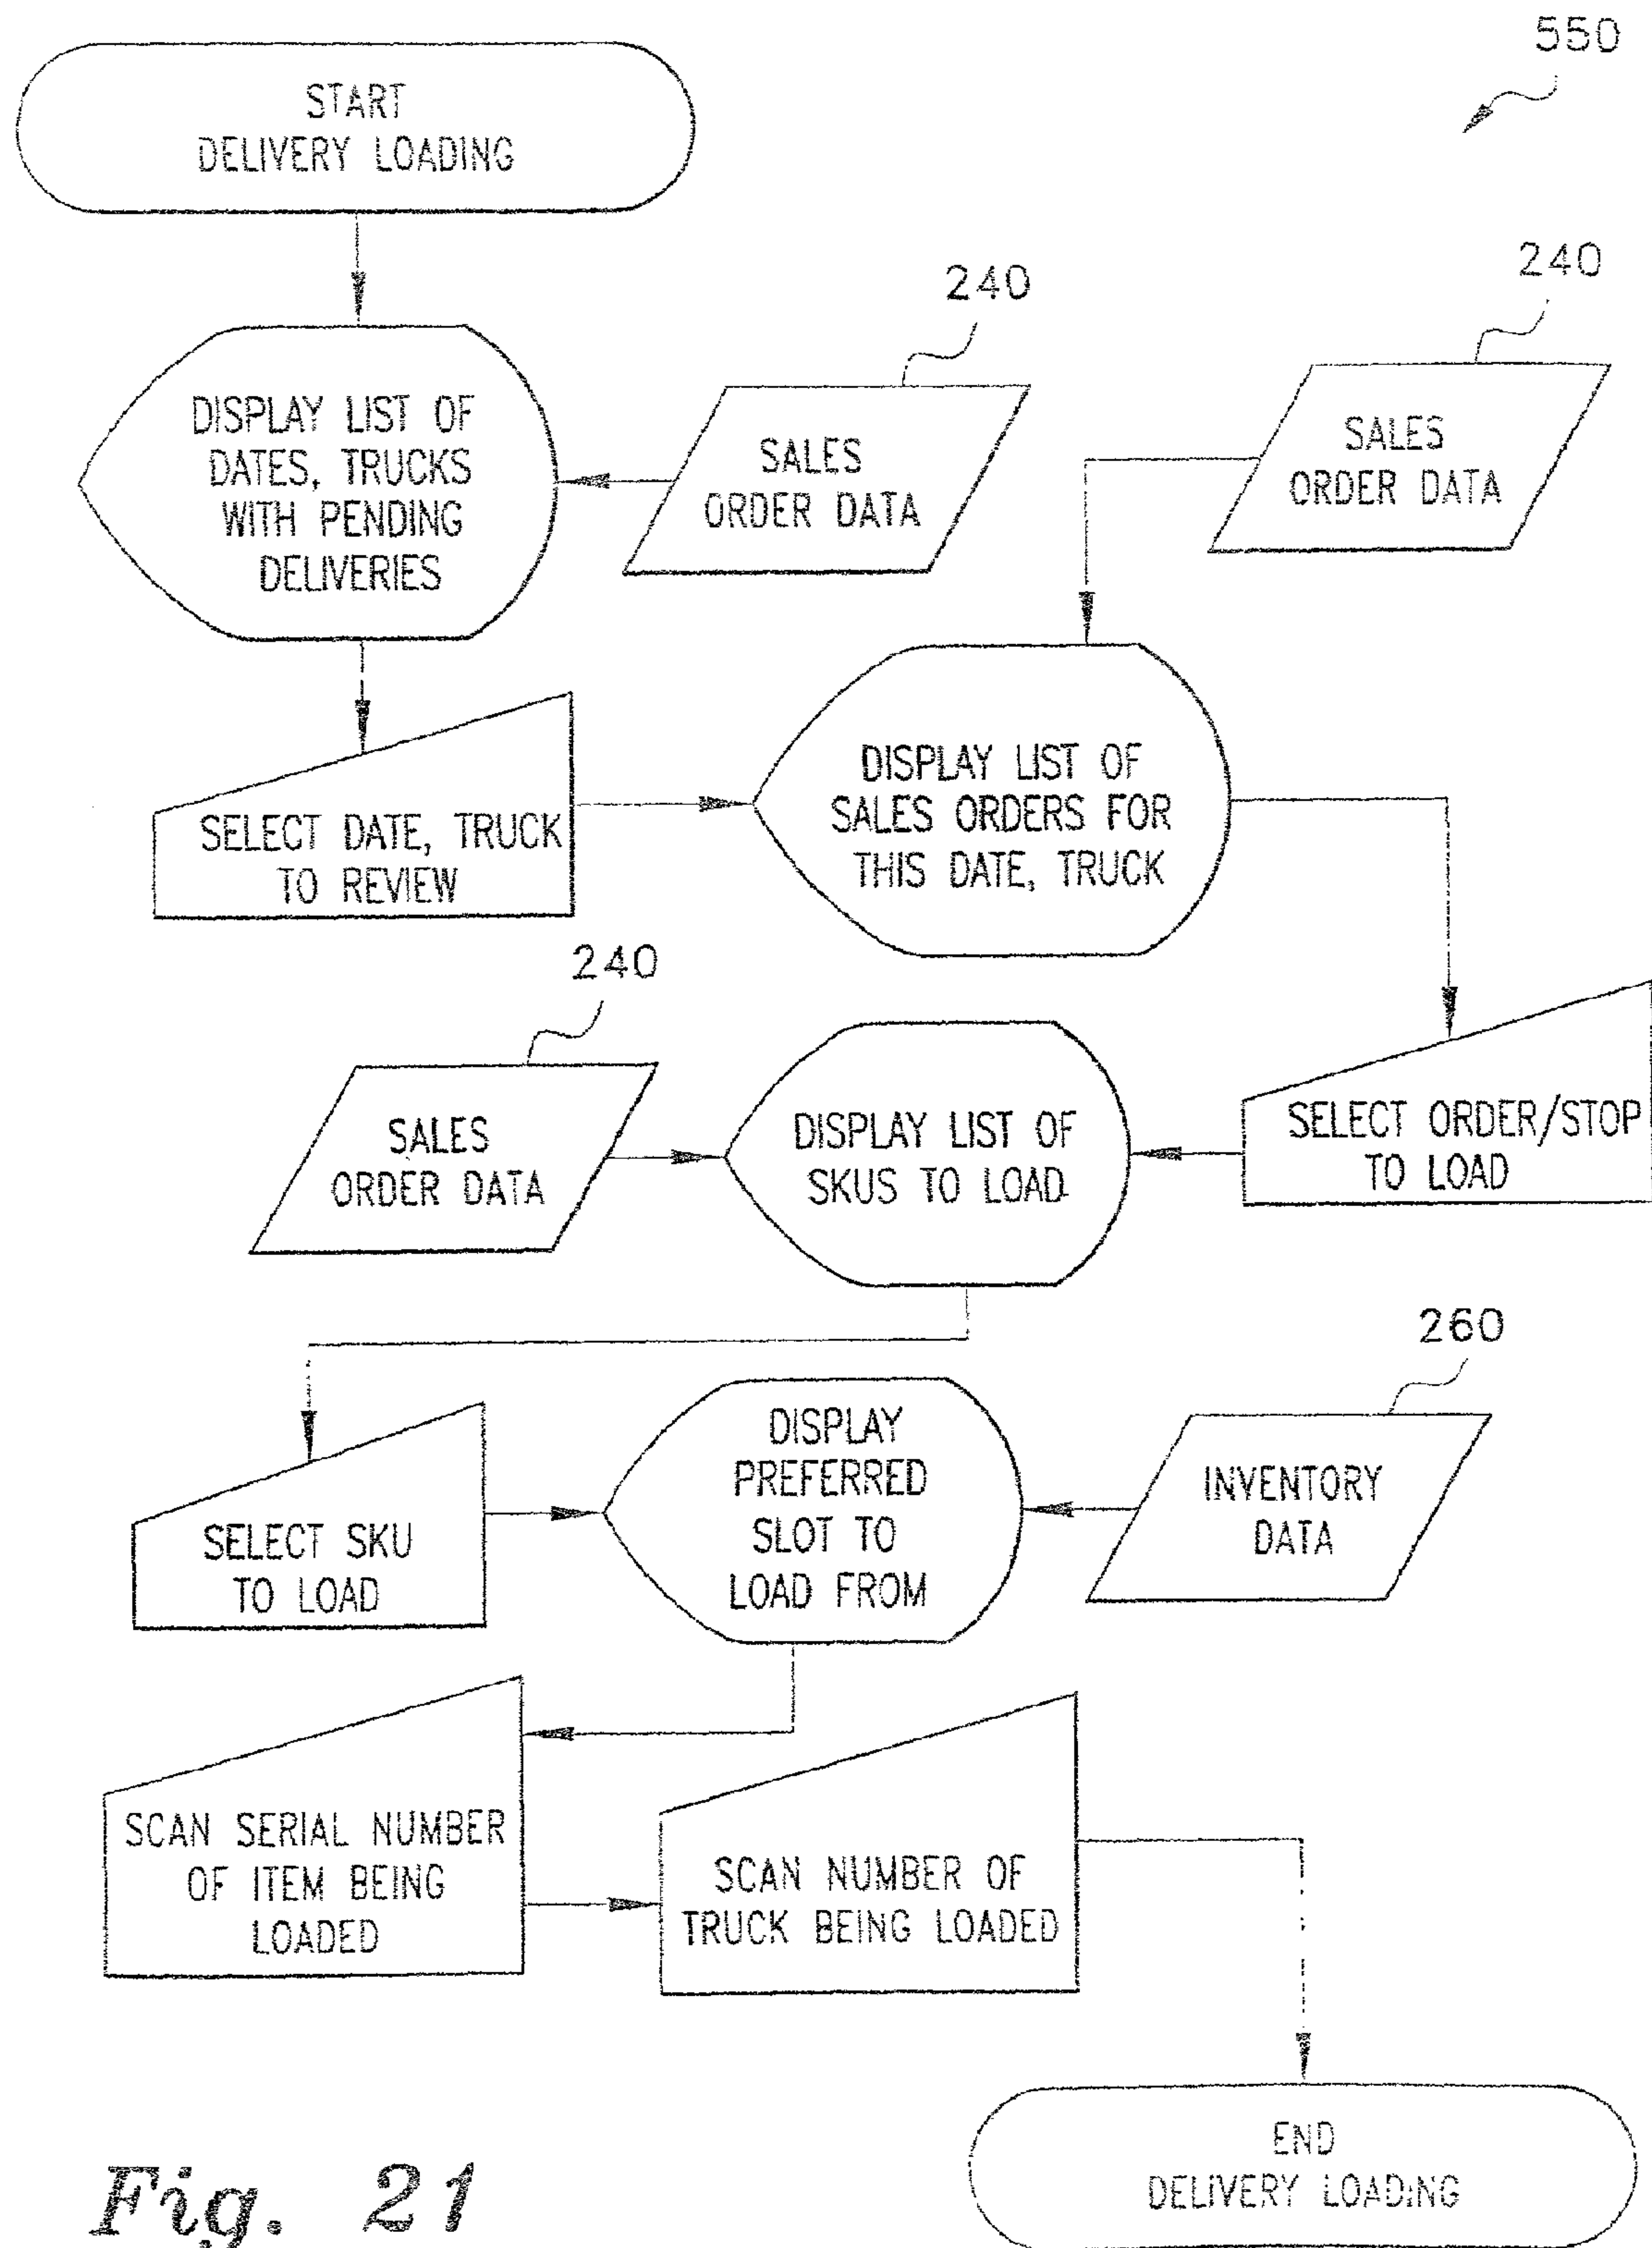 550
START
DELIVERY LOADING
240
240
DISPLAY LIST OF
DATES, TRUCKS
WITH PENDING
DELIVERIES
SALES
ORDER DATA
SALES
ORDER DATA
SELECT DATE, TRUCK
TO REVIEW
DISPLAY LIST OF
SALES ORDERS FOR
THIS DATE, TRUCK
240
SALES
ORDER DATA
DISPLAY LIST OF
SKUS TO LOAD
SELECT ORDER/STOP
TO LOAD
260
SELECT SKU
TO LOAD
DISPLAY
PREFERRED
SLOT TO
LOAD FROM
INVENTORY
DATA
SCAN SERIAL NUMBER
OF ITEM BEING
LOADED
SCAN NUMBER OF
TRUCK BEING LOADED
END
DELIVERY LOADING
Fig. 21